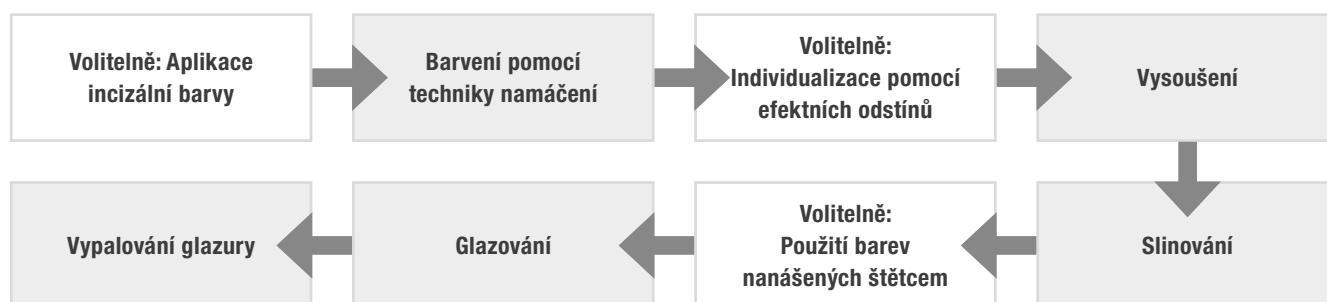 Volitelně: Aplikace
incizální barvy
Barvení pomocí
techniky namáčení
Volitelně:
Individualizace pomocí
efektních odstínů
Vysoušení
Slinování
Volitelně:
Použití barev
nanášených štětcem
Glazování
Vypalování glazury